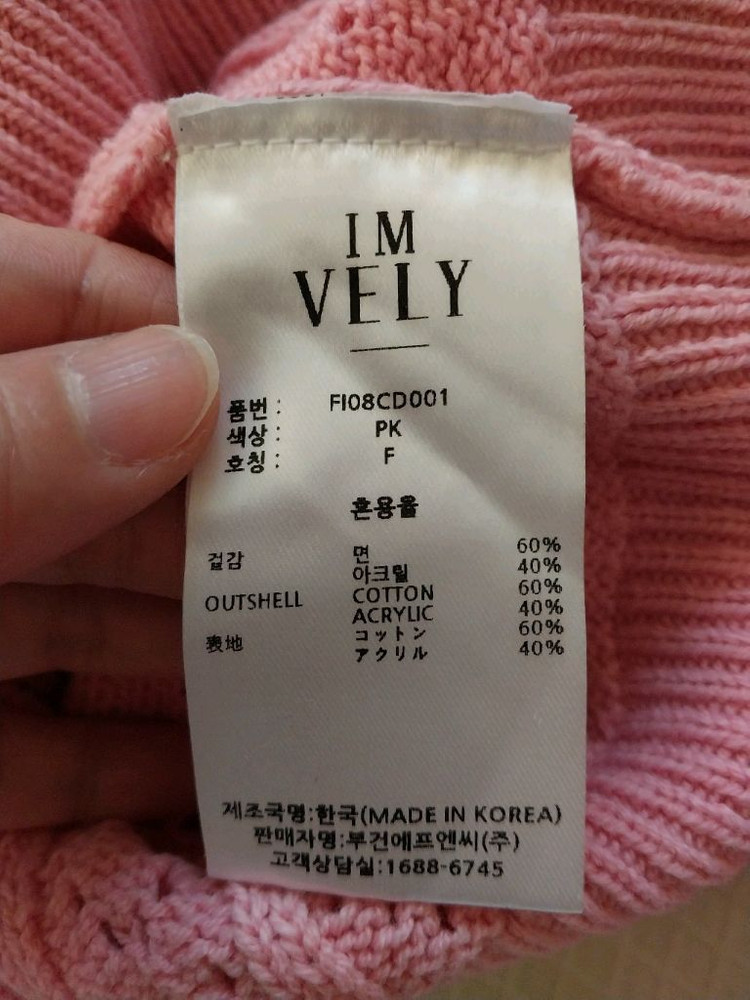 IM
VELY
품번 : FI08CD001
색상 : PK
호칭 : F
혼용율
겉감 면 60%
아크릴 40%
OUTSHELL COTTON 60%
ACRYLIC 40%
表地 コットン 60%
アクリル 40%
제조국명:한국(MADE IN KOREA)
판매자명:부건에프엔씨(주)
고객상담실:1688-6745